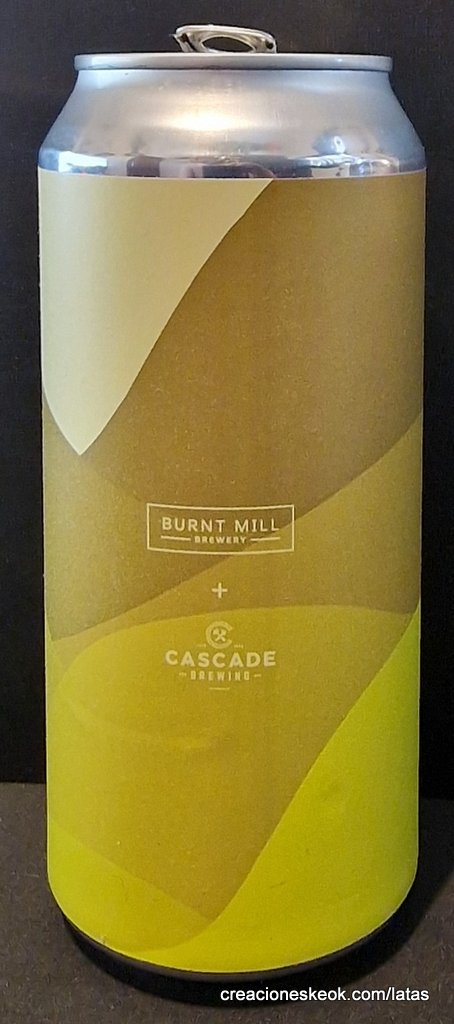 BURNT MILL
BREWERY
+
CASCADE
BREWING
creacioneskeok.com/latas